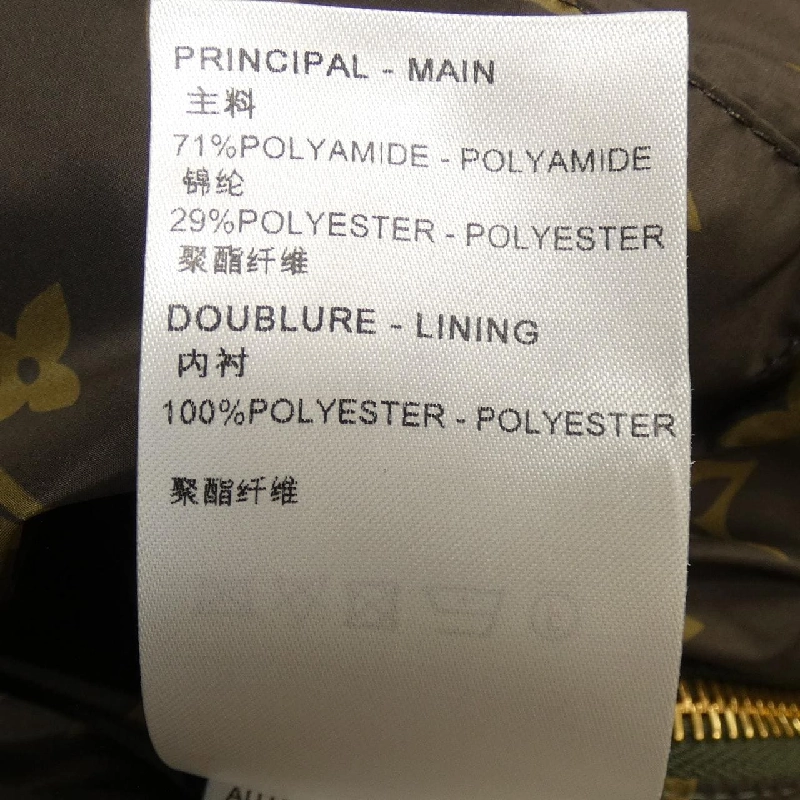 PRINCIPAL - MAIN
主料
71%POLYAMIDE - POLYAMIDE
锦纶
29%POLYESTER - POLYESTER
聚酯纤维
DOUBLURE - LINING
内衬
100%POLYESTER - POLYESTER
聚酯纤维